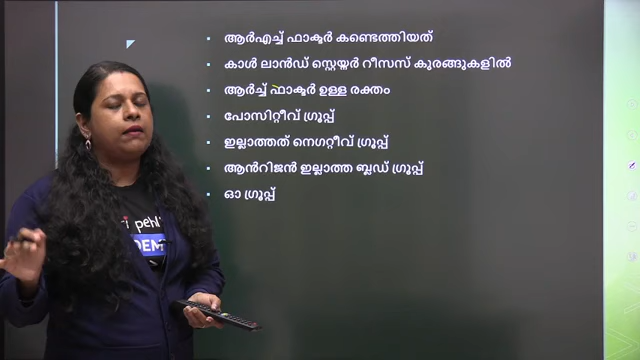 ആർഎച്ച് ഫാക്ടർ കണ്ടെത്തിയത്
കാൾ ലാൻഡ് സ്റ്റെയ്നർ റീസസ് കുരങ്ങുകളിൽ
ആർച്ച് ഫാക്ടർ ഉള്ള രക്തം
പോസിറ്റീവ് ഗ്രൂപ്പ്
ഇല്ലാത്തത് നെഗറ്റീവ് ഗ്രൂപ്പ്
ആൻറിജൻ ഇല്ലാത്ത ബ്ലഡ് ഗ്രൂപ്പ്
ഓ ഗ്രൂപ്പ്